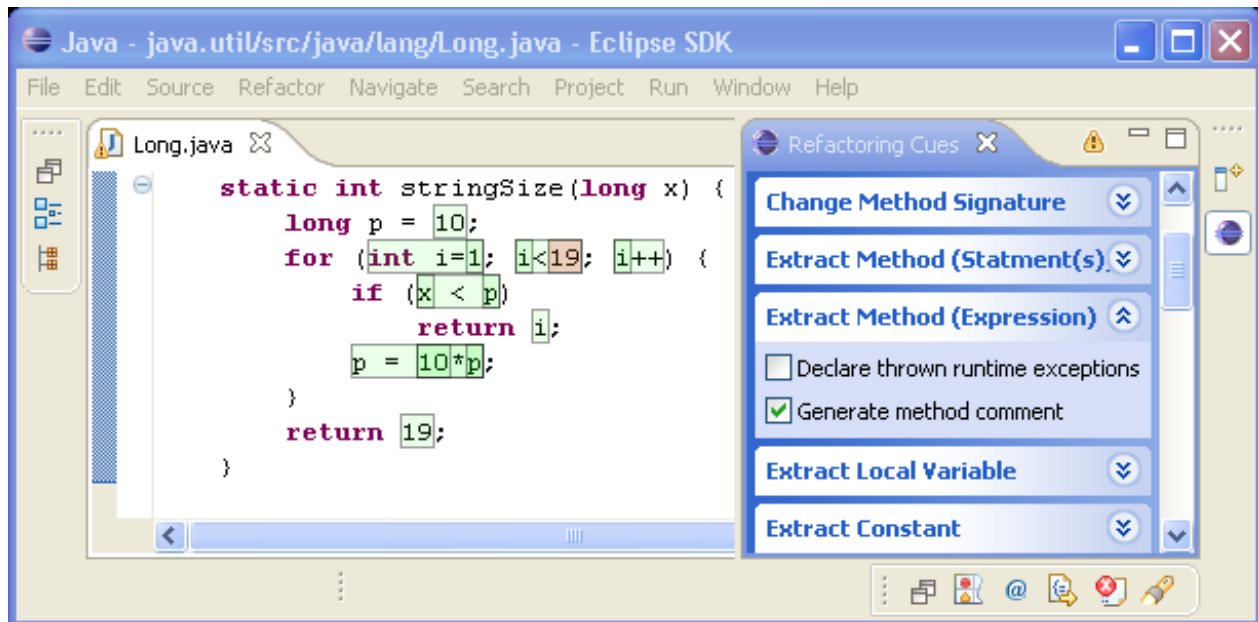 Java - java.util/src/java/lang/Long.java - Eclipse SDK
File Edit Source Refactor Navigate Search Project Run Window Help
Long.java
static int stringSize(long x) {
long p = 10;
for (int i=1; i<19; i++) {
if (x < p)
return i;
p = 10*p;
}
return 19;
}
Refactoring Cues
Change Method Signature
Extract Method (Statment(s)
Extract Method (Expression)
Declare thrown runtime exceptions
Generate method comment
Extract Local Variable
Extract Constant